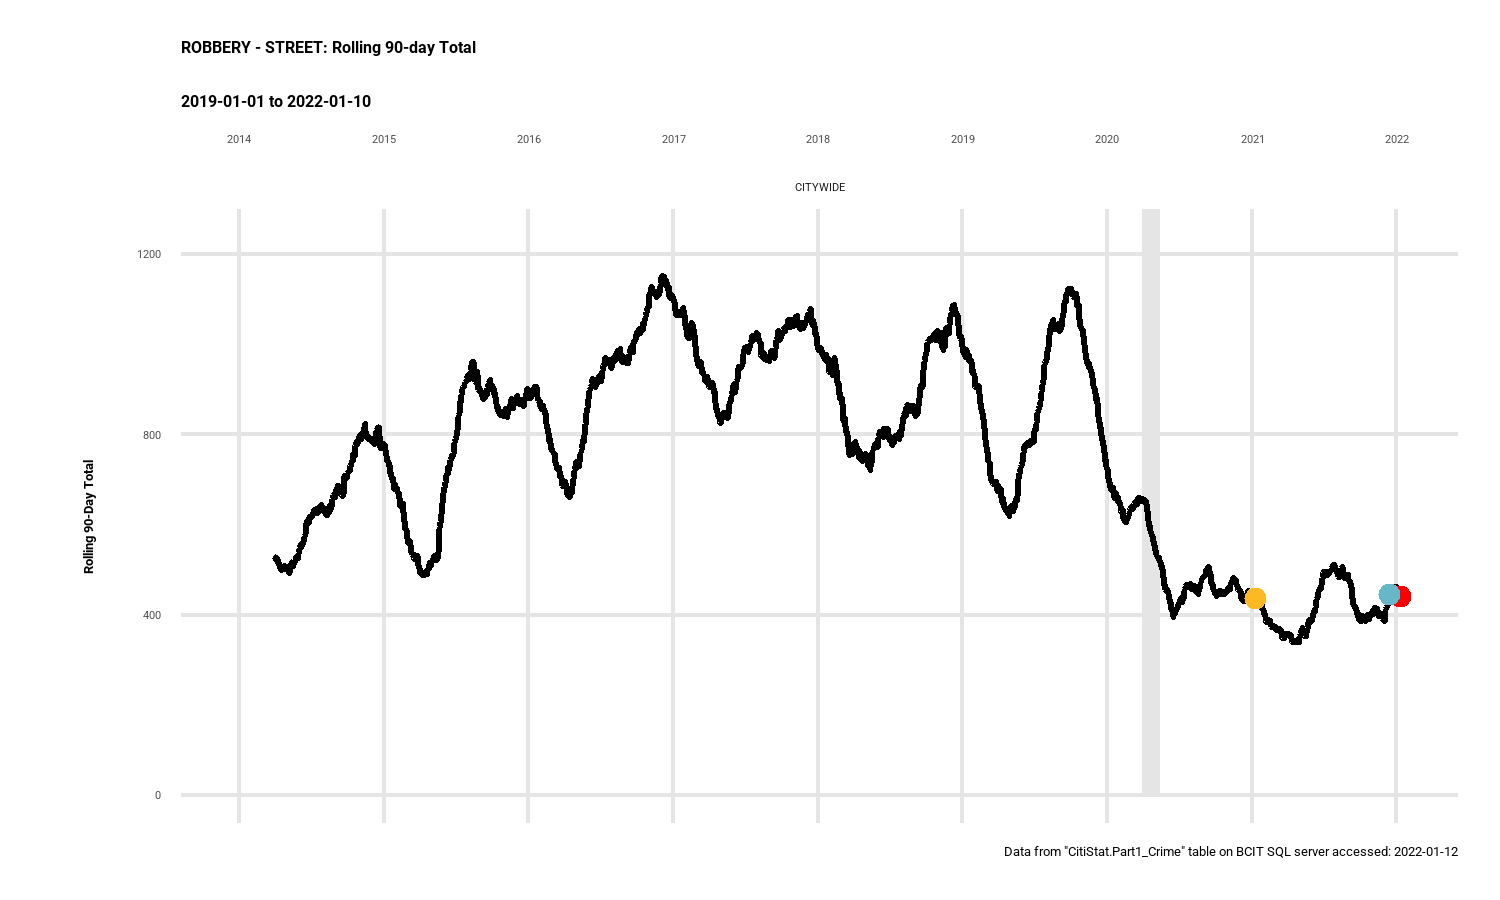 ROBBERY - STREET: Rolling 90-day Total
2019-01-01 to 2022-01-10
2014 2015 2016 2017 2018 2019 2020 2021 2022
CITYWIDE
1200
800
400
0
Rolling 90-Day Total
Data from "CitiStat.Part1_Crime" table on BCIT SQL server accessed: 2022-01-12